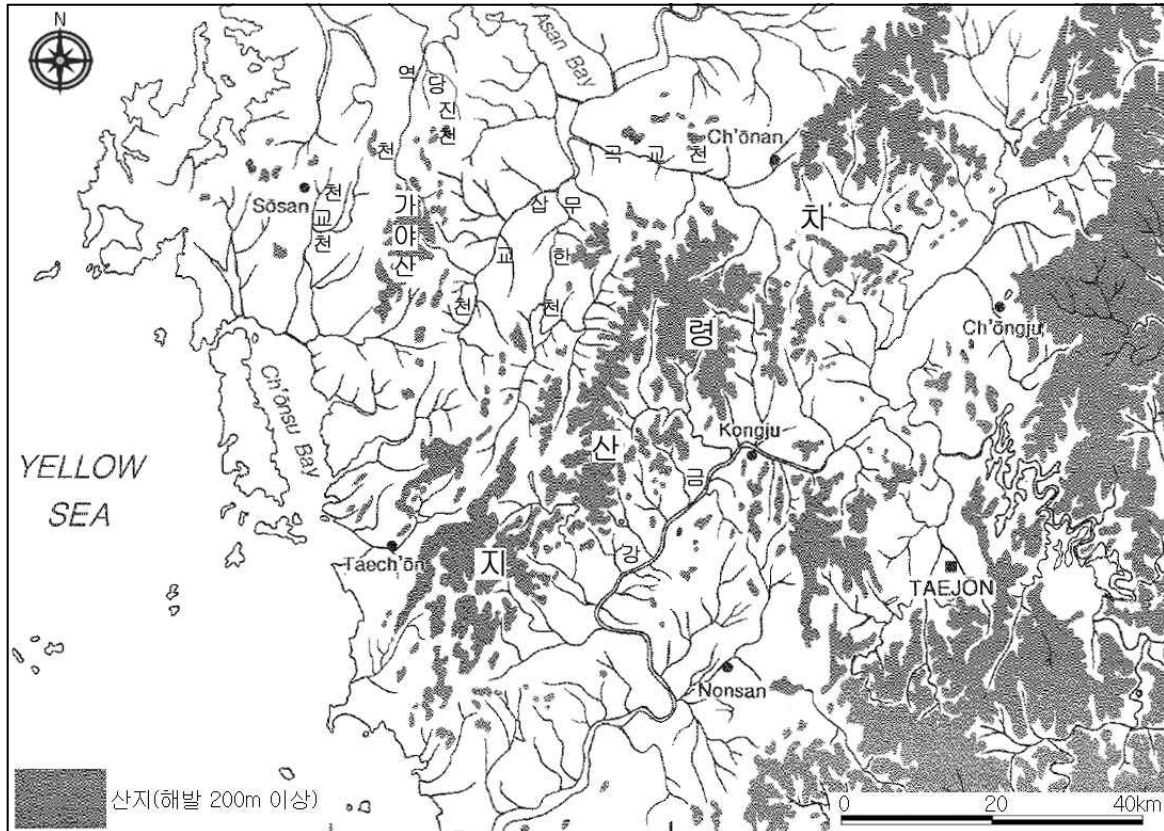 N
Asan Bay
역
천
당
진
천
Ch'ŏnan
곡 교 천
Sŏsan
천
교
천
가
야
산
삽
교
천
무
한
천
차
령
산
지
Ch'ŏngju
Ch'ŏnsu Bay
Kongju
금
강
YELLOW
SEA
Taech'ŏn
TAEJŎN
Nonsan
산지(해발 200m 이상)
0 20 40km